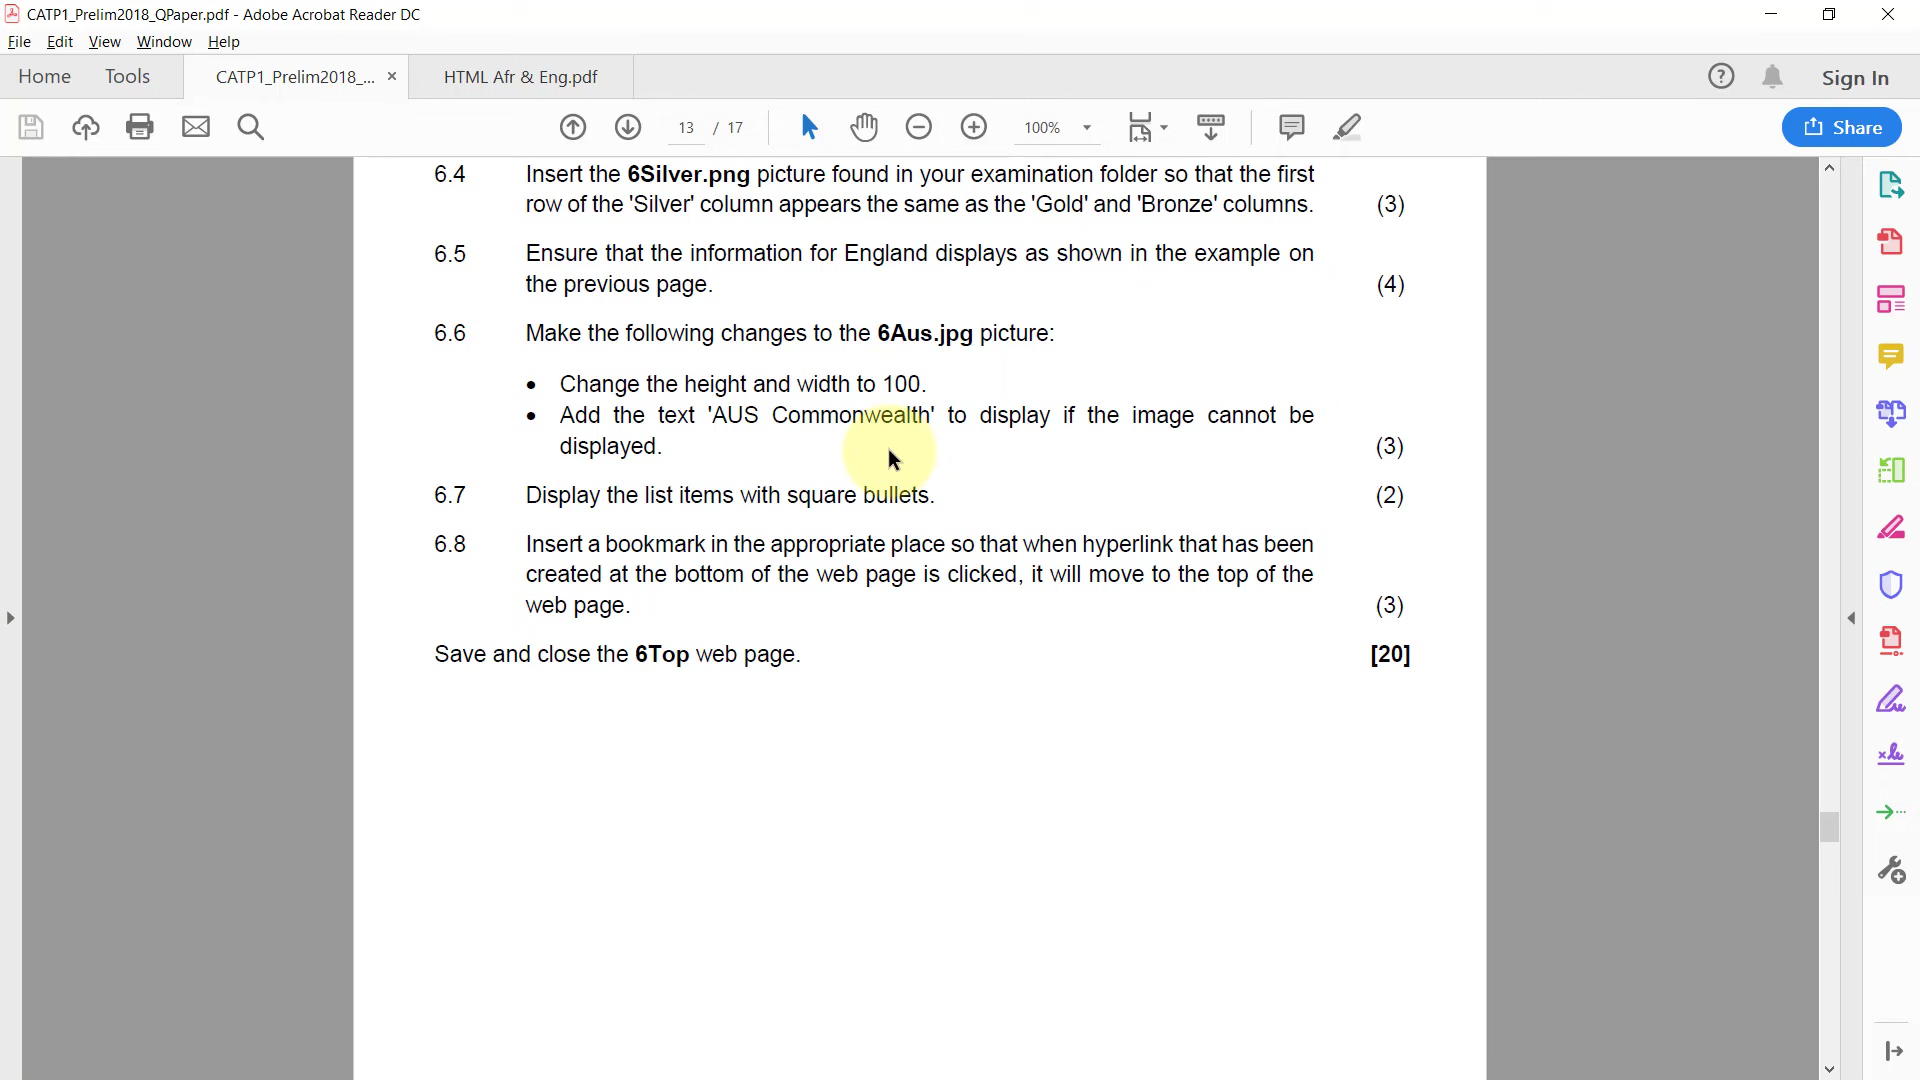 CATP1_Prelim2018_QPaper.pdf - Adobe Acrobat Reader DC
File Edit View Window Help
Home Tools CATP1_Prelim2018_... × HTML Afr & Eng.pdf Sign In
13 / 17 100% Share
6.4 Insert the 6Silver.png picture found in your examination folder so that the first
row of the 'Silver' column appears the same as the 'Gold' and 'Bronze' columns. (3)
6.5 Ensure that the information for England displays as shown in the example on
the previous page. (4)
6.6 Make the following changes to the 6Aus.jpg picture:
• Change the height and width to 100.
• Add the text 'AUS Commonwealth' to display if the image cannot be
displayed. (3)
6.7 Display the list items with square bullets. (2)
6.8 Insert a bookmark in the appropriate place so that when hyperlink that has been
created at the bottom of the web page is clicked, it will move to the top of the
web page. (3)
Save and close the 6Top web page. [20]